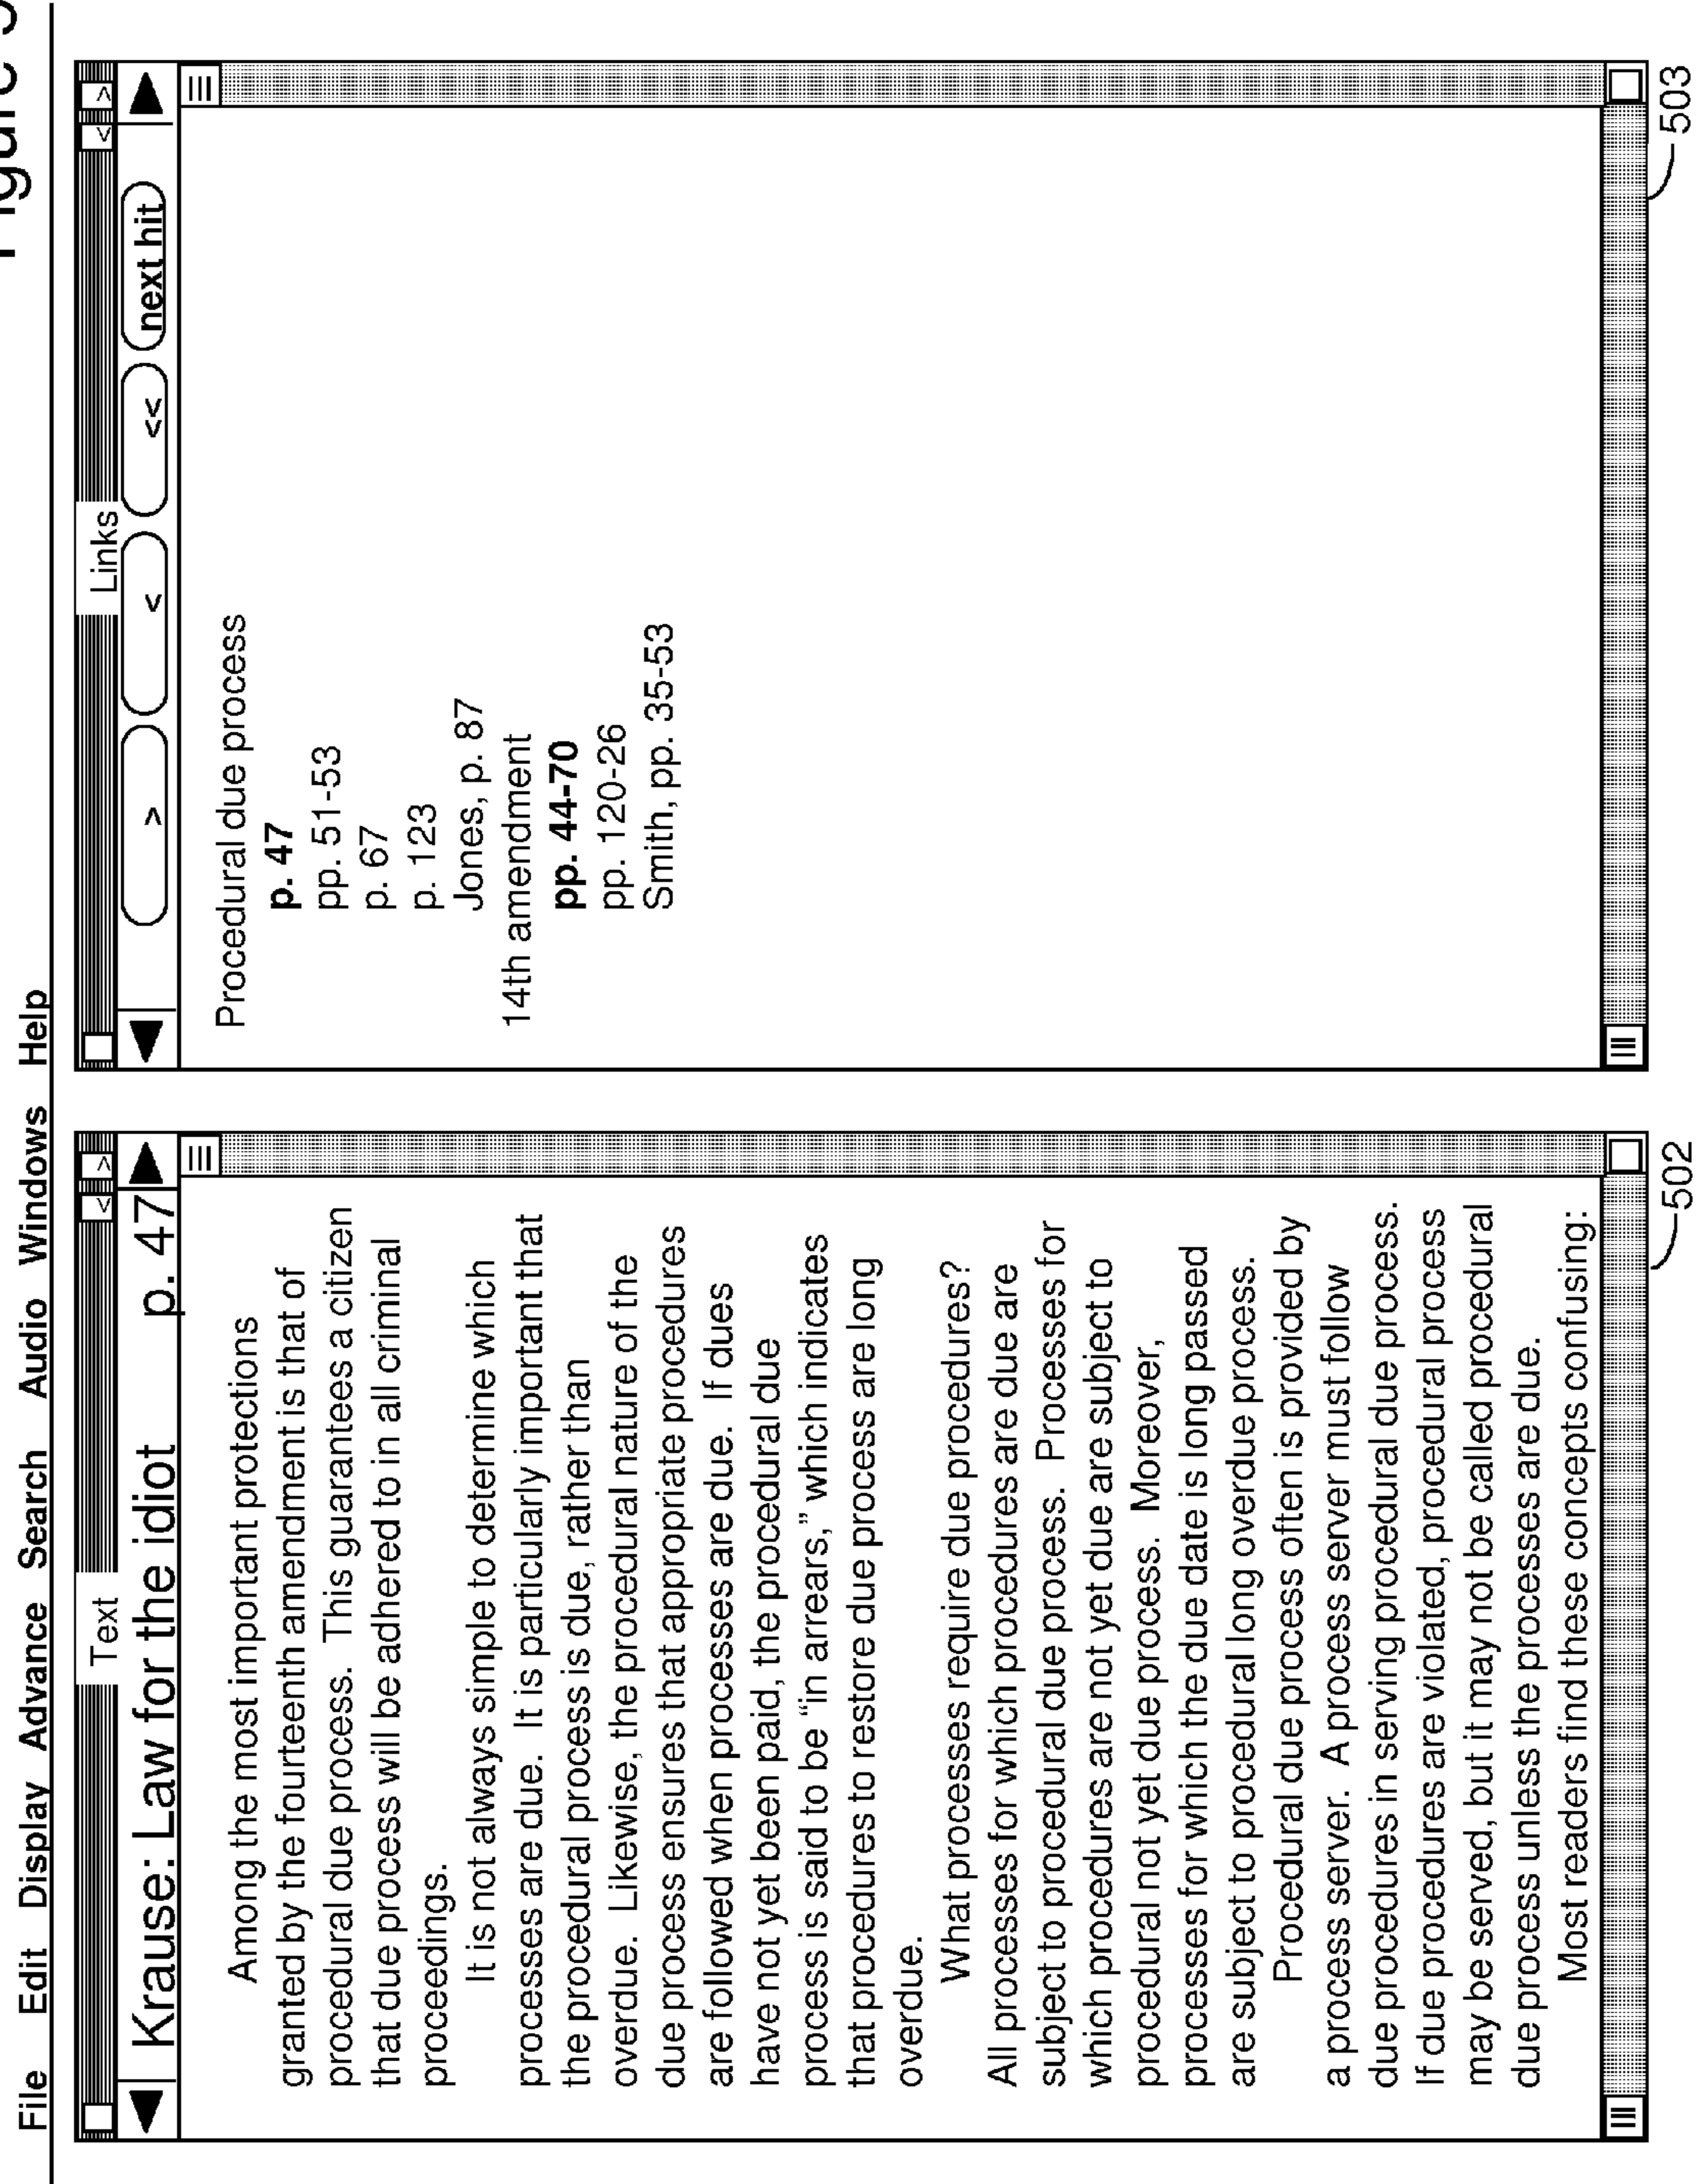 Figure
File Edit Display Advance Search Audio Windows Help
Text
< >
Krause: Law for the idiot p. 47
Among the most important protections
granted by the fourteenth amendment is that of
procedural due process. This guarantees a citizen
that due process will be adhered to in all criminal
proceedings.
It is not always simple to determine which
processes are due. It is particularly important that
the procedural process is due, rather than
overdue. Likewise, the procedural nature of the
due process ensures that appropriate procedures
are followed when processes are due. If dues
have not yet been paid, the procedural due
process is said to be “in arrears,” which indicates
that procedures to restore due process are long
overdue.
What processes require due procedures?
All processes for which procedures are due are
subject to procedural due process. Processes for
which procedures are not yet due are subject to
procedural not yet due process. Moreover,
processes for which the due date is long passed
are subject to procedural long overdue process.
Procedural due process often is provided by
a process server. A process server must follow
due procedures in serving procedural due process.
If due procedures are violated, procedural process
may be served, but it may not be called procedural
due process unless the processes are due.
Most readers find these concepts confusing:
502
Links
< >
> < << next hit
Procedural due process
p. 47
pp. 51-53
p. 67
p. 123
Jones, p. 87
14th amendment
pp. 44-70
pp. 120-26
Smith, pp. 35-53
503